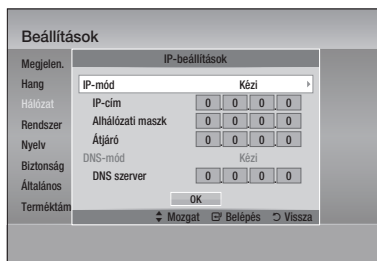 Beállítások
Megjelen.
Hang
Hálózat
Rendszer
Nyelv
Biztonság
Általános
Terméktám
IP-beállítások
IP-mód Kézi
IP-cím 0 . 0 . 0 . 0
Alhálózati maszk 0 . 0 . 0 . 0
Átjáró 0 . 0 . 0 . 0
DNS-mód Kézi
DNS szerver 0 . 0 . 0 . 0
OK
Mozgat Belépés Vissza